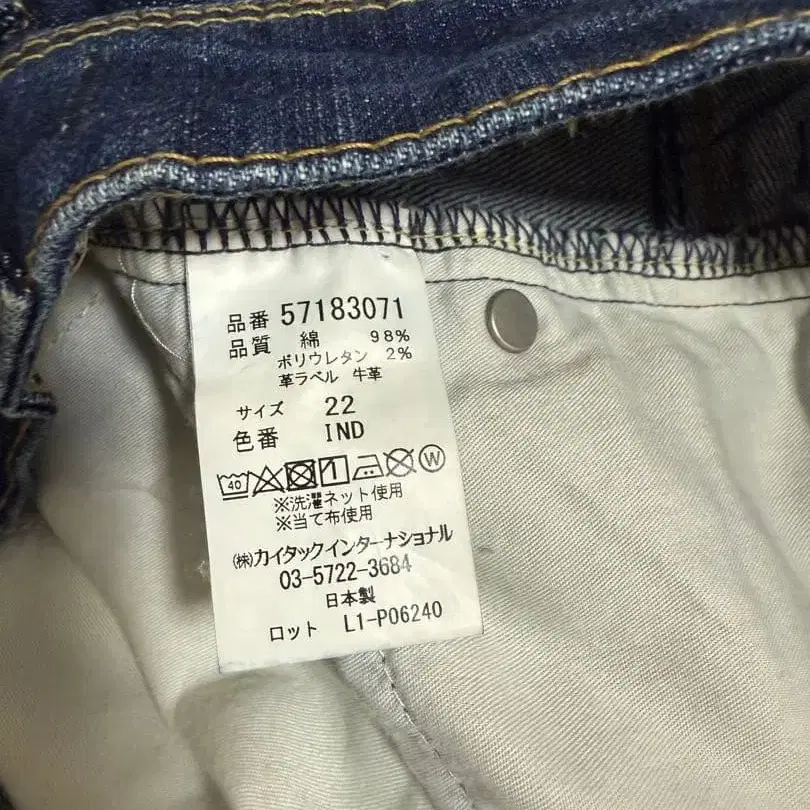 品番 57183071
品質 綿 98%
ポリウレタン 2%
革ラベル 牛革
サイズ 22
色番 IND
40 W
※洗濯ネット使用
※当て布使用
(株)カイタックインターナショナル
03-5722-3684
日本製
ロット L1-P06240